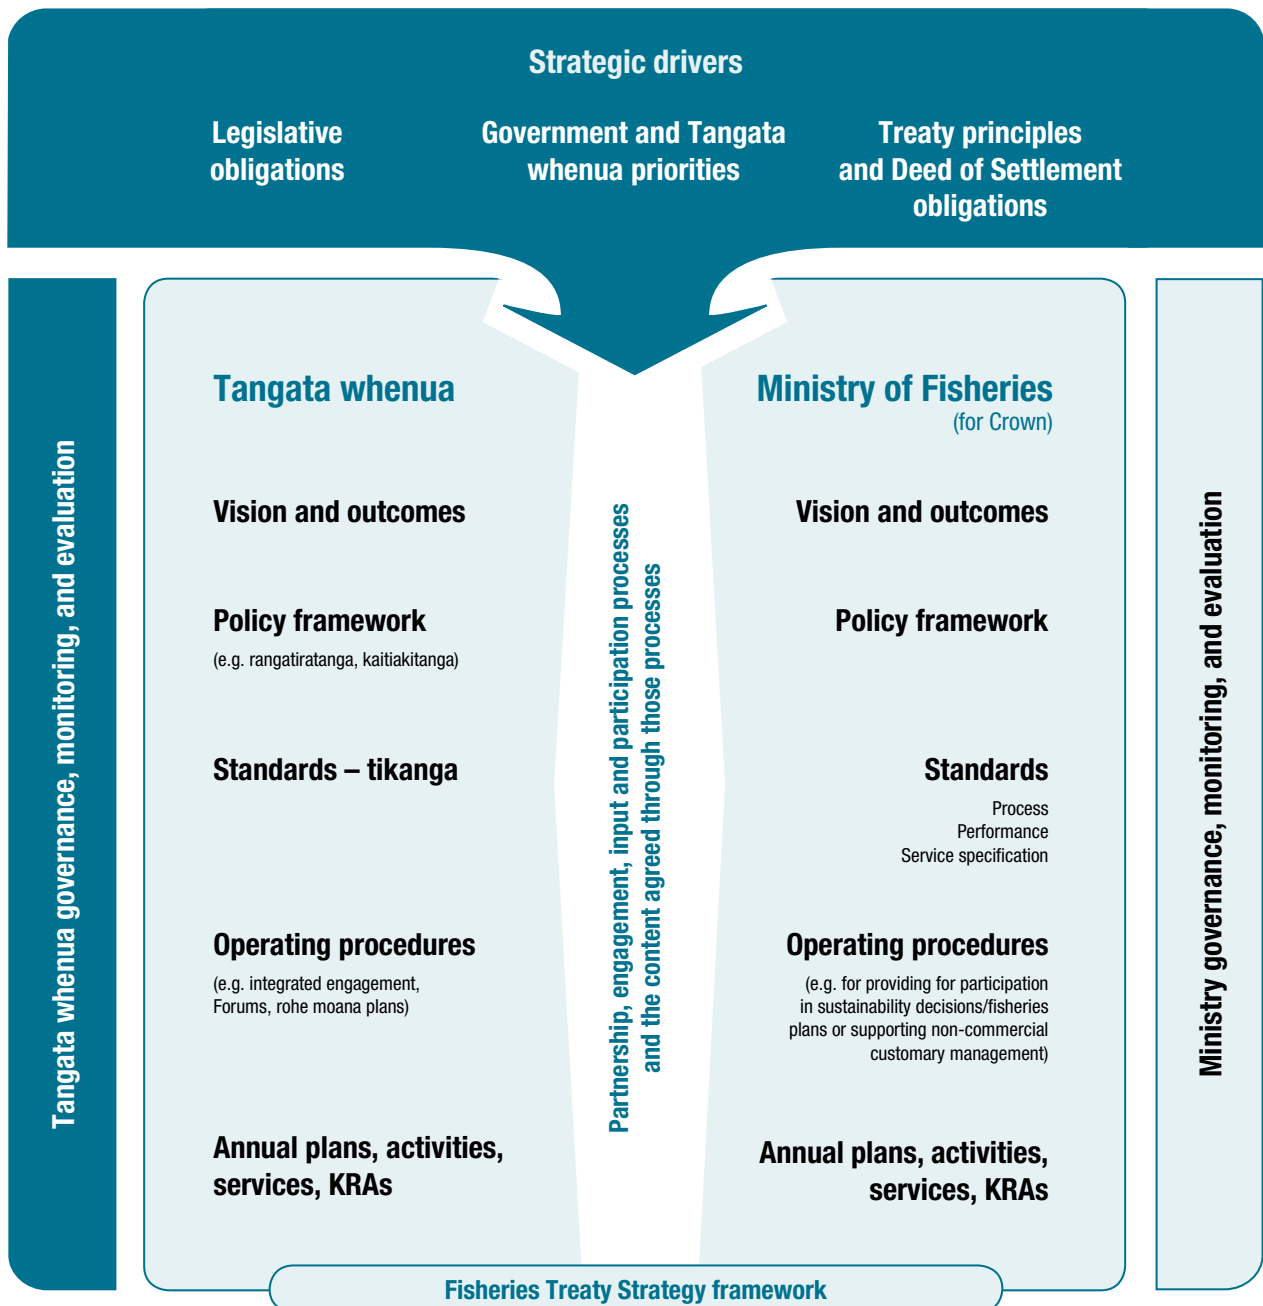 Strategic drivers
Legislative
obligations
Government and Tangata
whenua priorities
Treaty principles
and Deed of Settlement
obligations
Tangata whenua governance, monitoring, and evaluation
Tangata whenua
Vision and outcomes
Policy framework
(e.g. rangatiratanga, kaitiakitanga)
Standards – tikanga
Operating procedures
(e.g. integrated engagement,
Forums, rohe moana plans)
Annual plans, activities,
services, KRAs
Partnership, engagement, input and participation processes
and the content agreed through those processes
Ministry of Fisheries
(for Crown)
Vision and outcomes
Policy framework
Standards
Process
Performance
Service specification
Operating procedures
(e.g. for providing for participation
in sustainability decisions/fisheries
plans or supporting non-commercial
customary management)
Annual plans, activities,
services, KRAs
Ministry governance, monitoring, and evaluation
Fisheries Treaty Strategy framework